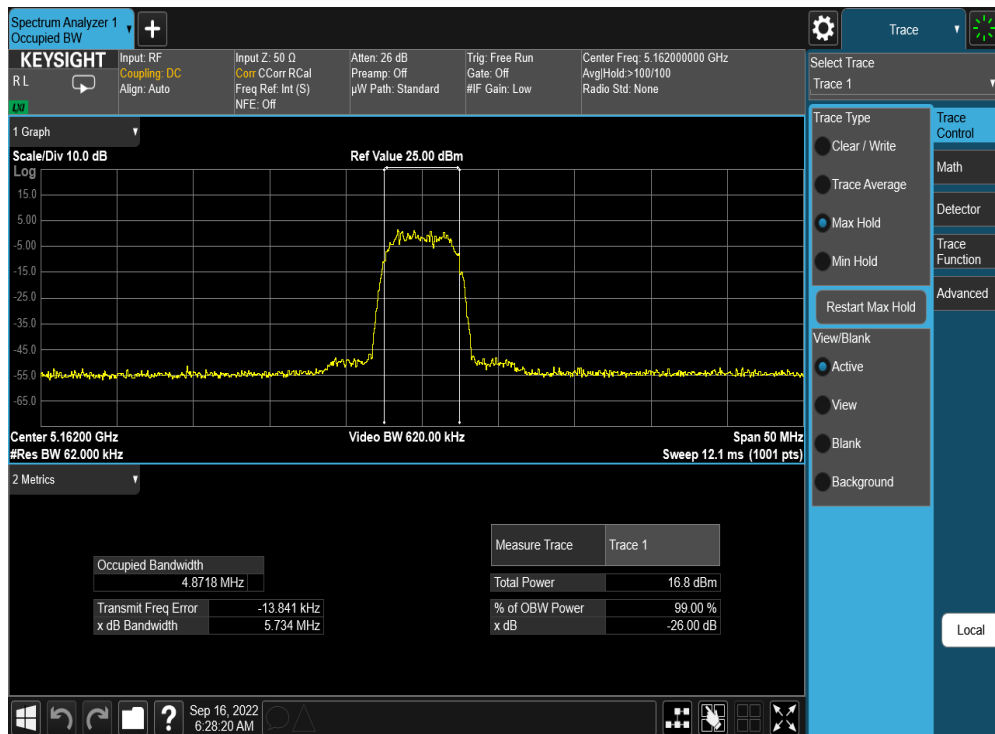 Spectrum Analyzer 1
Occupied BW
+
Trace
KEYSIGHT
R L
LXI
Input: RF
Coupling: DC
Align: Auto
Input Z: 50 Ω
Corr CCorr RCal
Freq Ref: Int (S)
NFE: Off
Atten: 26 dB
Preamp: Off
µW Path: Standard
Trig: Free Run
Gate: Off
#IF Gain: Low
Center Freq: 5.162000000 GHz
Avg|Hold:>100/100
Radio Std: None
Select Trace
Trace 1
1 Graph
Scale/Div 10.0 dB
Ref Value 25.00 dBm
Log
15.0
5.00
-5.00
-15.0
-25.0
-35.0
-45.0
-55.0
-65.0
Center 5.16200 GHz
#Res BW 62.000 kHz
Video BW 620.00 kHz
Span 50 MHz
Sweep 12.1 ms (1001 pts)
Trace Type
Clear / Write
Trace Average
Max Hold
Min Hold
Restart Max Hold
View/Blank
Active
View
Blank
Background
Trace
Control
Math
Detector
Trace
Function
Advanced
Local
2 Metrics
Occupied Bandwidth
4.8718 MHz
Transmit Freq Error -13.841 kHz
x dB Bandwidth 5.734 MHz
Measure Trace Trace 1
Total Power 16.8 dBm
% of OBW Power 99.00 %
x dB -26.00 dB
?
Sep 16, 2022
6:28:20 AM